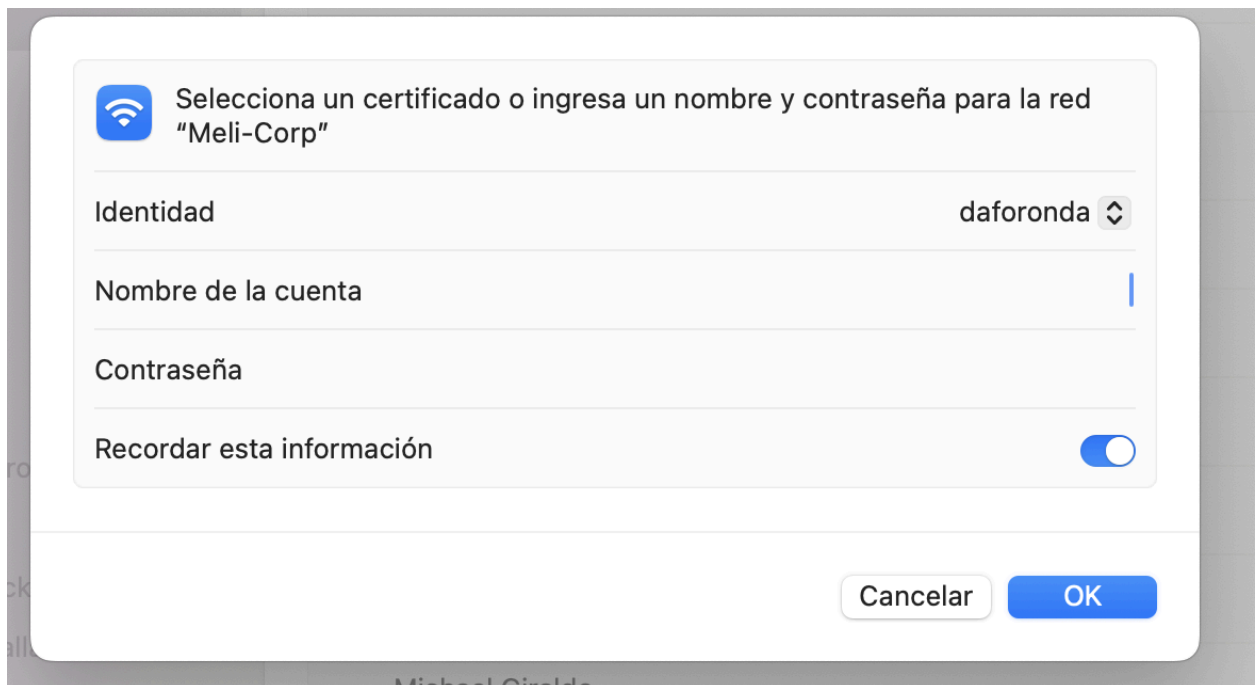 Selecciona un certificado o ingresa un nombre y contraseña para la red
“Meli-Corp”
Identidad
daforonda
Nombre de la cuenta
Contraseña
Recordar esta información
Cancelar
OK